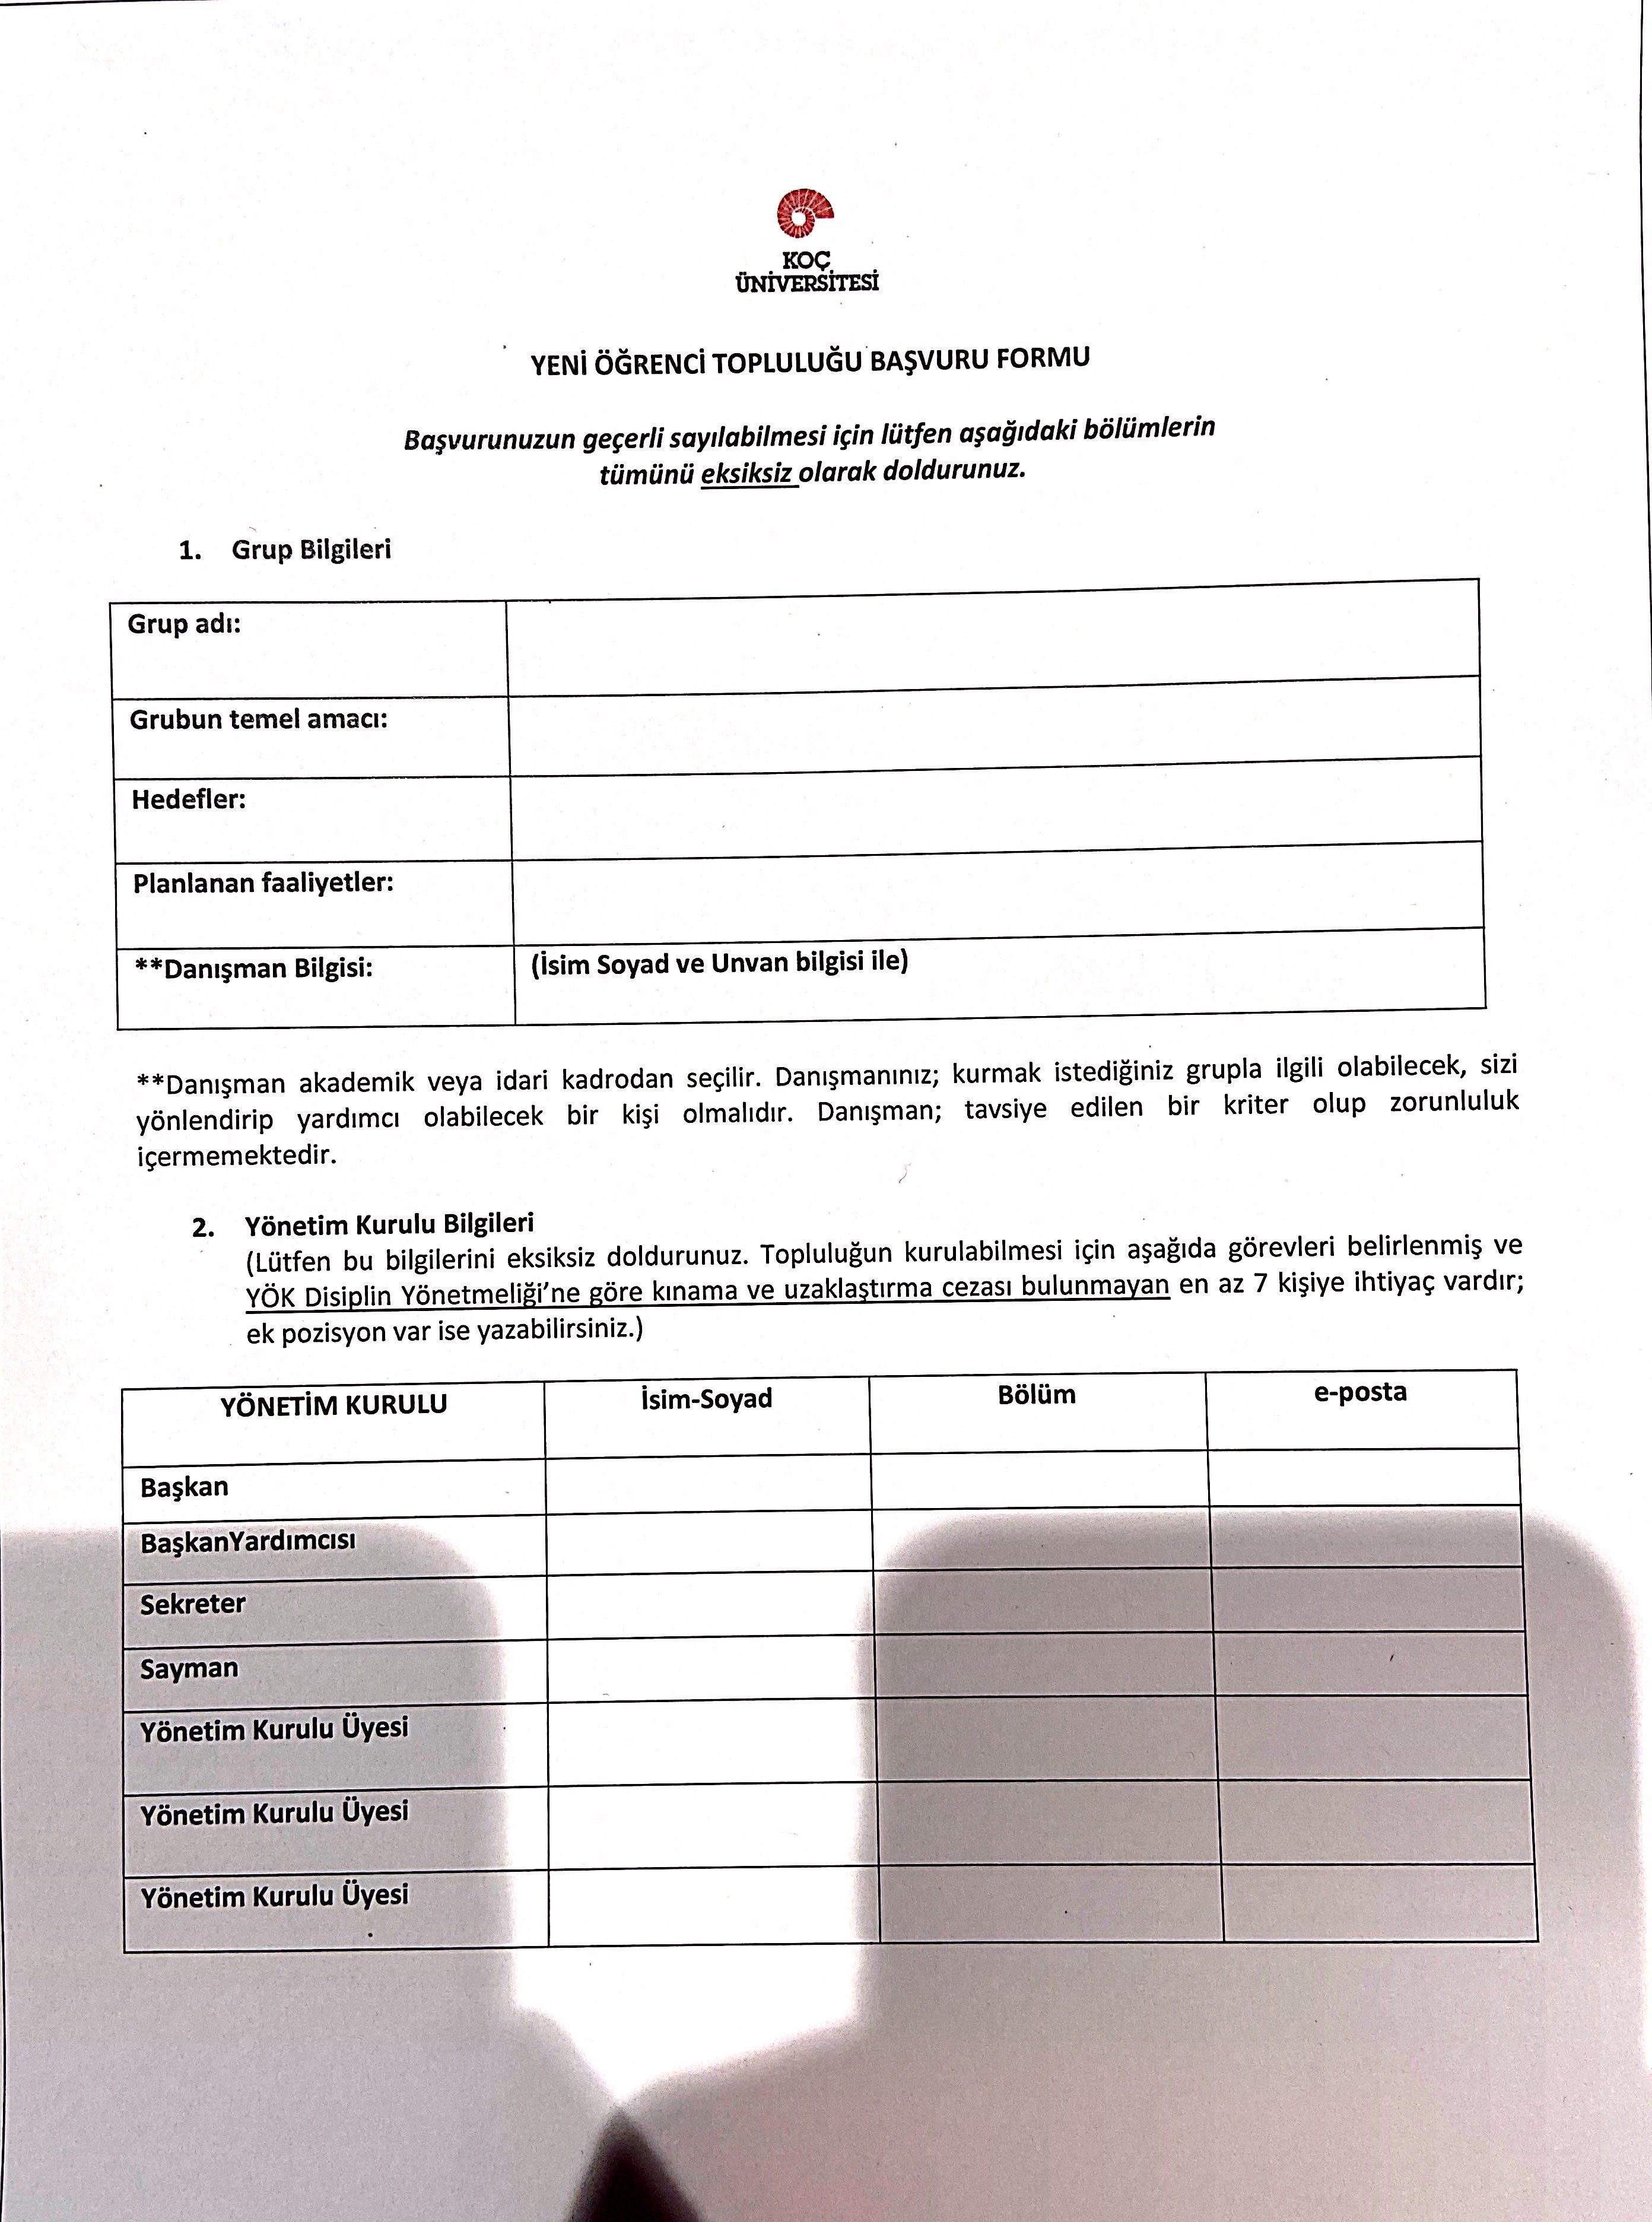 KOÇ
ÜNİVERSİTESİ
YENİ ÖĞRENCİ TOPLULUĞU BAŞVURU FORMU
Başvurunuzun geçerli sayılabilmesi için lütfen aşağıdaki bölümlerin
tümünü eksiksiz olarak doldurunuz.
1. Grup Bilgileri
Grup adı:
Grubun temel amacı:
Hedefler:
Planlanan faaliyetler:
**Danışman Bilgisi: (İsim Soyad ve Unvan bilgisi ile)
**Danışman akademik veya idari kadrodan seçilir. Danışmanınız; kurmak istediğiniz grupla ilgili olabilecek, sizi
yönlendirip yardımcı olabilecek bir kişi olmalıdır. Danışman; tavsiye edilen bir kriter olup zorunluluk
içermemektedir.
2. Yönetim Kurulu Bilgileri
(Lütfen bu bilgilerini eksiksiz doldurunuz. Topluluğun kurulabilmesi için aşağıda görevleri belirlenmiş ve
YÖK Disiplin Yönetmeliği'ne göre kınama ve uzaklaştırma cezası bulunmayan en az 7 kişiye ihtiyaç vardır;
ek pozisyon var ise yazabilirsiniz.)
YÖNETİM KURULU İsim-Soyad Bölüm e-posta
Başkan
BaşkanYardımcısı
Sekreter
Sayman
Yönetim Kurulu Üyesi
Yönetim Kurulu Üyesi
Yönetim Kurulu Üyesi